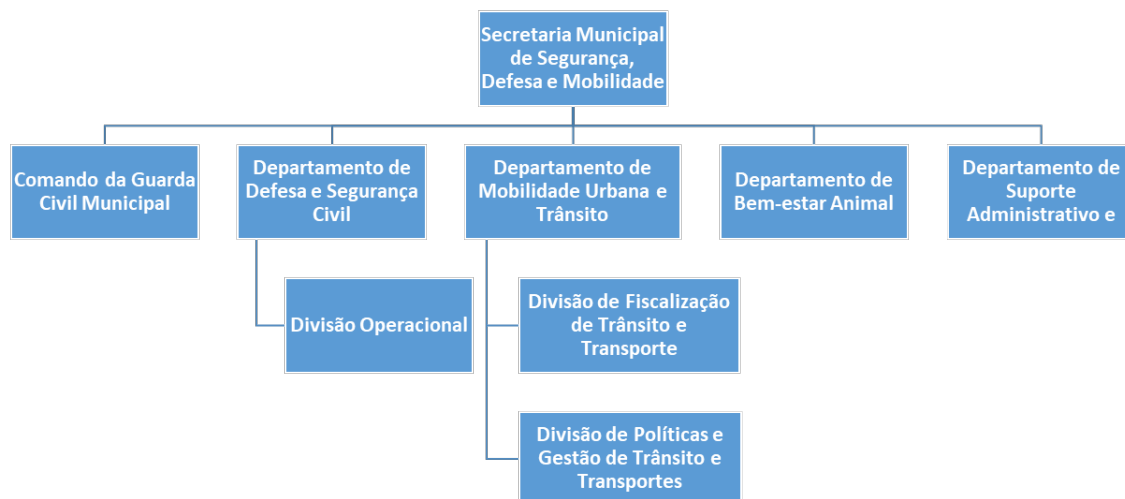 Secretaria Municipal
de Segurança,
Defesa e Mobilidade
Comando da Guarda
Civil Municipal
Departamento de
Defesa e Segurança
Civil
Departamento de
Mobilidade Urbana e
Trânsito
Departamento de
Bem-estar Animal
Departamento de
Suporte
Administrativo e
Divisão Operacional
Divisão de Fiscalização
de Trânsito e
Transporte
Divisão de Políticas e
Gestão de Trânsito e
Transportes